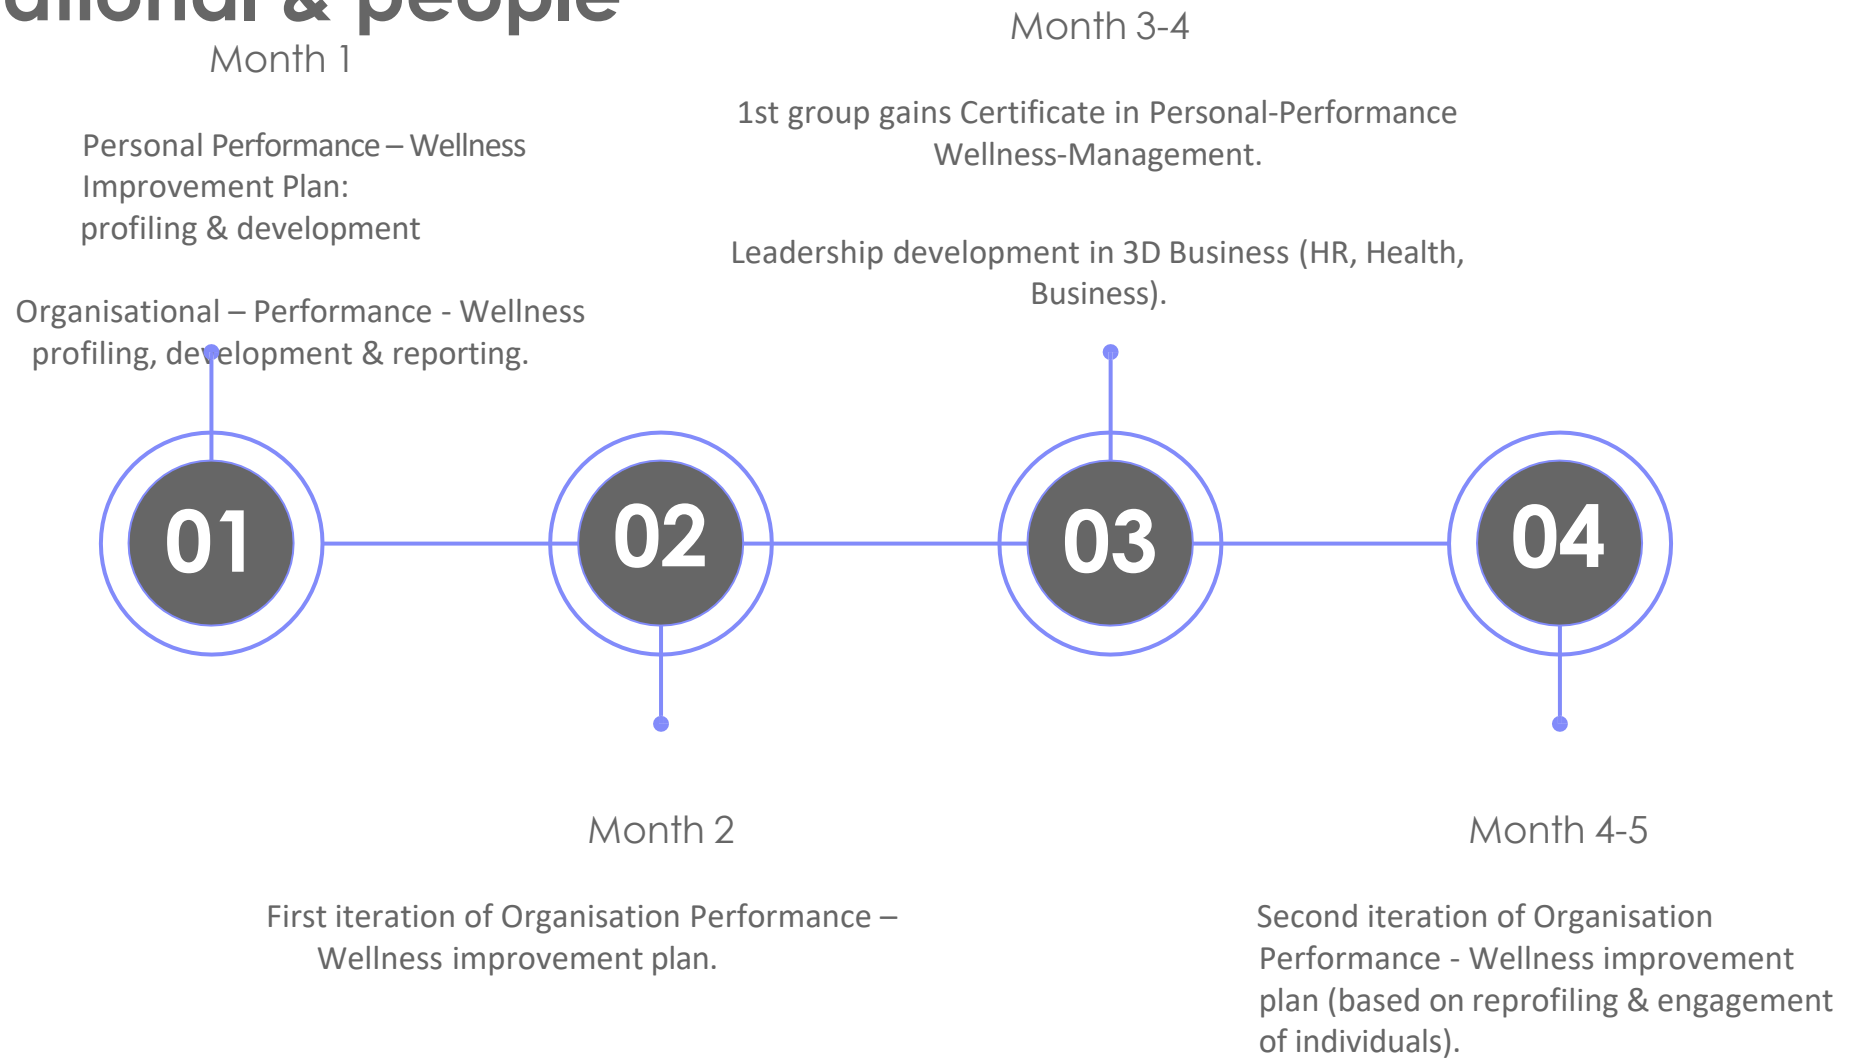 & people
Month 1
Personal Performance – Wellness
Improvement Plan:
profiling & development
Organisational – Performance - Wellness
profiling, development & reporting.
Month 3-4
1st group gains Certificate in Personal-Performance
Wellness-Management.
Leadership development in 3D Business (HR, Health,
Business).
01
02
03
04
Month 2
First iteration of Organisation Performance –
Wellness improvement plan.
Month 4-5
Second iteration of Organisation
Performance - Wellness improvement
plan (based on reprofiling & engagement
of individuals).